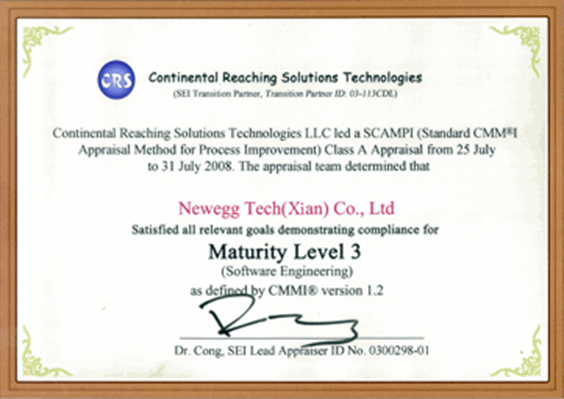 CRS
Continental Reaching Solutions Technologies
(SEI Transition Partner, Transition Partner ID: 03-113CDL)
Continental Reaching Solutions Technologies LLC led a SCAMPI (Standard CMM®I
Appraisal Method for Process Improvement) Class A Appraisal from 25 July
to 31 July 2008. The appraisal team determined that
Newegg Tech(Xian) Co., Ltd
Satisfied all relevant goals demonstrating compliance for
Maturity Level 3
(Software Engineering)
as defined by CMMI® version 1.2
Dr. Cong, SEI Lead Appraiser ID No. 0300298-01